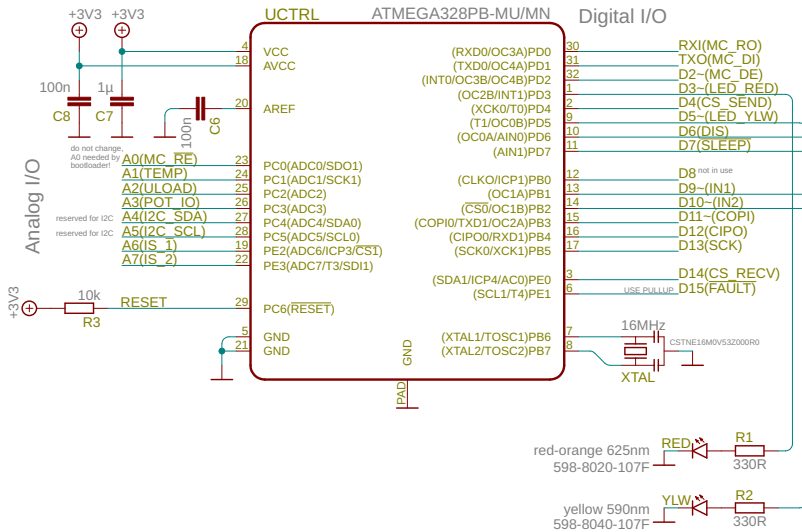 +3V3 +3V3
UCTRL ATMEGA328PB-MU/MN Digital I/O
4 VCC (RXD0/OC3A)PD0 30 RXI(MC_RO)
18 AVCC (TXD0/OC4A)PD1 31 TXO(MC_DI)
(INT0/OC3B/OC4B)PD2 32 D2~(MC_DE)
100n 1µ (OC2B/INT1)PD3 1 D3~(LED_RED)
20 AREF (XCK0/T0)PD4 2 D4(CS_SEND)
C8 C7 100n C6 (T1/OC0B)PD5 9 D5~(LED_YLW)
(OC0A/AIN0)PD6 10 D6(DIS)
(AIN1)PD7 11 D7(SLEEP)
do not change,
A0 needed by
bootloader!
Analog I/O
A0(MC_RE) 23 PC0(ADC0/SDO1)
A1(TEMP) 24 PC1(ADC1/SCK1) (CLKO/ICP1)PB0 12 D8 not in use
A2(ULOAD) 25 PC2(ADC2) (OC1A)PB1 13 D9~(IN1)
A3(POT_IO) 26 PC3(ADC3) (CS0/OC1B)PB2 14 D10~(IN2)
reserved for I2C A4(I2C_SDA) 27 PC4(ADC4/SDA0) (COPI0/TXD1/OC2A)PB3 15 D11~(COPI)
reserved for I2C A5(I2C_SCL) 28 PC5(ADC5/SCL0) (CIPO0/RXD1)PB4 16 D12(CIPO)
A6(IS_1) 19 PE2(ADC6/ICP3/CS1) (SCK0/XCK1)PB5 17 D13(SCK)
A7(IS_2) 22 PE3(ADC7/T3/SDI1)
(SDA1/ICP4/AC0)PE0 3 D14(CS_RECV)
(SCL1/T4)PE1 6 USE PULLUP D15(FAULT)
+3V3 10k R3 RESET 29 PC6(RESET)
5 GND (XTAL1/TOSC1)PB6 7 16MHz
21 GND (XTAL2/TOSC2)PB7 8 CSTNE16M0V53Z000R0
GND XTAL
PAD
red-orange 625nm RED R1
598-8020-107F 330R
yellow 590nm YLW R2
598-8040-107F 330R